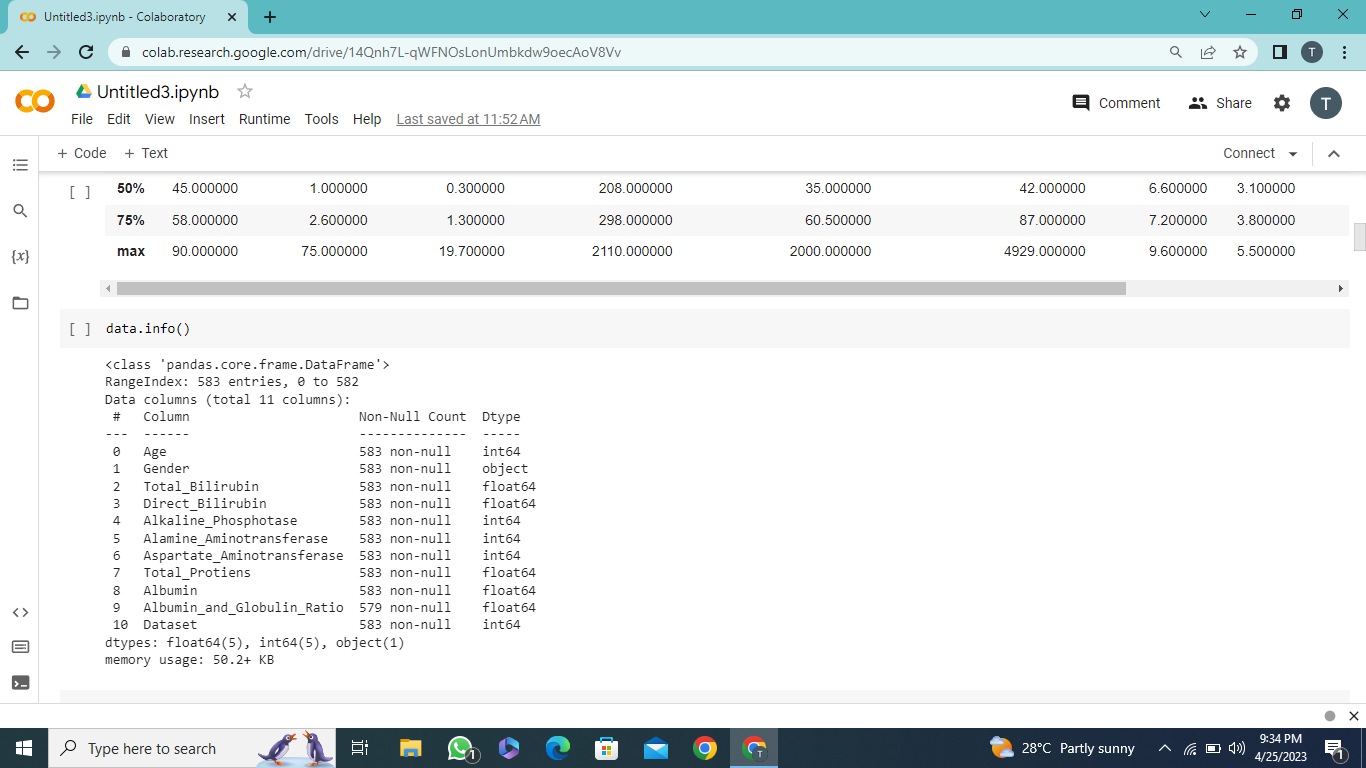 Untitled3.ipynb - Colaboratory
colab.research.google.com/drive/14Qnh7L-qWFNOsLonUmbkdw9oecAoV8Vv
T
Untitled3.ipynb
Comment
Share
T
File Edit View Insert Runtime Tools Help Last saved at 11:52 AM
+ Code + Text
Connect
{x}
[ ]
50% 45.000000 1.000000 0.300000 208.000000 35.000000 42.000000 6.600000 3.100000
75% 58.000000 2.600000 1.300000 298.000000 60.500000 87.000000 7.200000 3.800000
max 90.000000 75.000000 19.700000 2110.000000 2000.000000 4929.000000 9.600000 5.500000
[ ] data.info()
<class 'pandas.core.frame.DataFrame'>
RangeIndex: 583 entries, 0 to 582
Data columns (total 11 columns):
# Column Non-Null Count Dtype
--- ------ -------------- -----
0 Age 583 non-null int64
1 Gender 583 non-null object
2 Total_Bilirubin 583 non-null float64
3 Direct_Bilirubin 583 non-null float64
4 Alkaline_Phosphotase 583 non-null int64
5 Alamine_Aminotransferase 583 non-null int64
6 Aspartate_Aminotransferase 583 non-null int64
7 Total_Protiens 583 non-null float64
8 Albumin 583 non-null float64
9 Albumin_and_Globulin_Ratio 579 non-null float64
10 Dataset 583 non-null int64
dtypes: float64(5), int64(5), object(1)
memory usage: 50.2+ KB
Type here to search
1
T
28°C Partly sunny
9:34 PM
4/25/2023
1